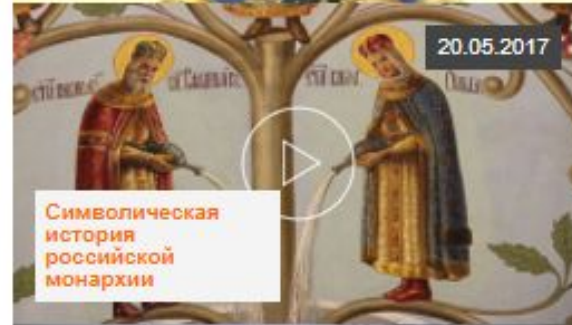 20.05.2017
Символическая
история
российской
монархии